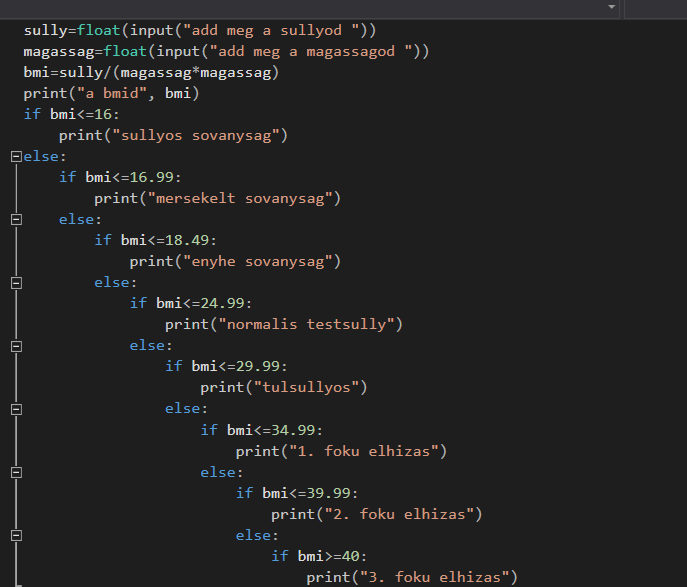 sully=float(input("add meg a sullyod "))
magassag=float(input("add meg a magassagod "))
bmi=sully/(magassag*magassag)
print("a bmid", bmi)
if bmi<=16:
    print("sullyos sovanysag")
else:
    if bmi<=16.99:
        print("mersekelt sovanysag")
    else:
        if bmi<=18.49:
            print("enyhe sovanysag")
        else:
            if bmi<=24.99:
                print("normalis testsully")
            else:
                if bmi<=29.99:
                    print("tulsullyos")
                else:
                    if bmi<=34.99:
                        print("1. foku elhizas")
                    else:
                        if bmi<=39.99:
                            print("2. foku elhizas")
                        else:
                            if bmi>=40:
                                print("3. foku elhizas")